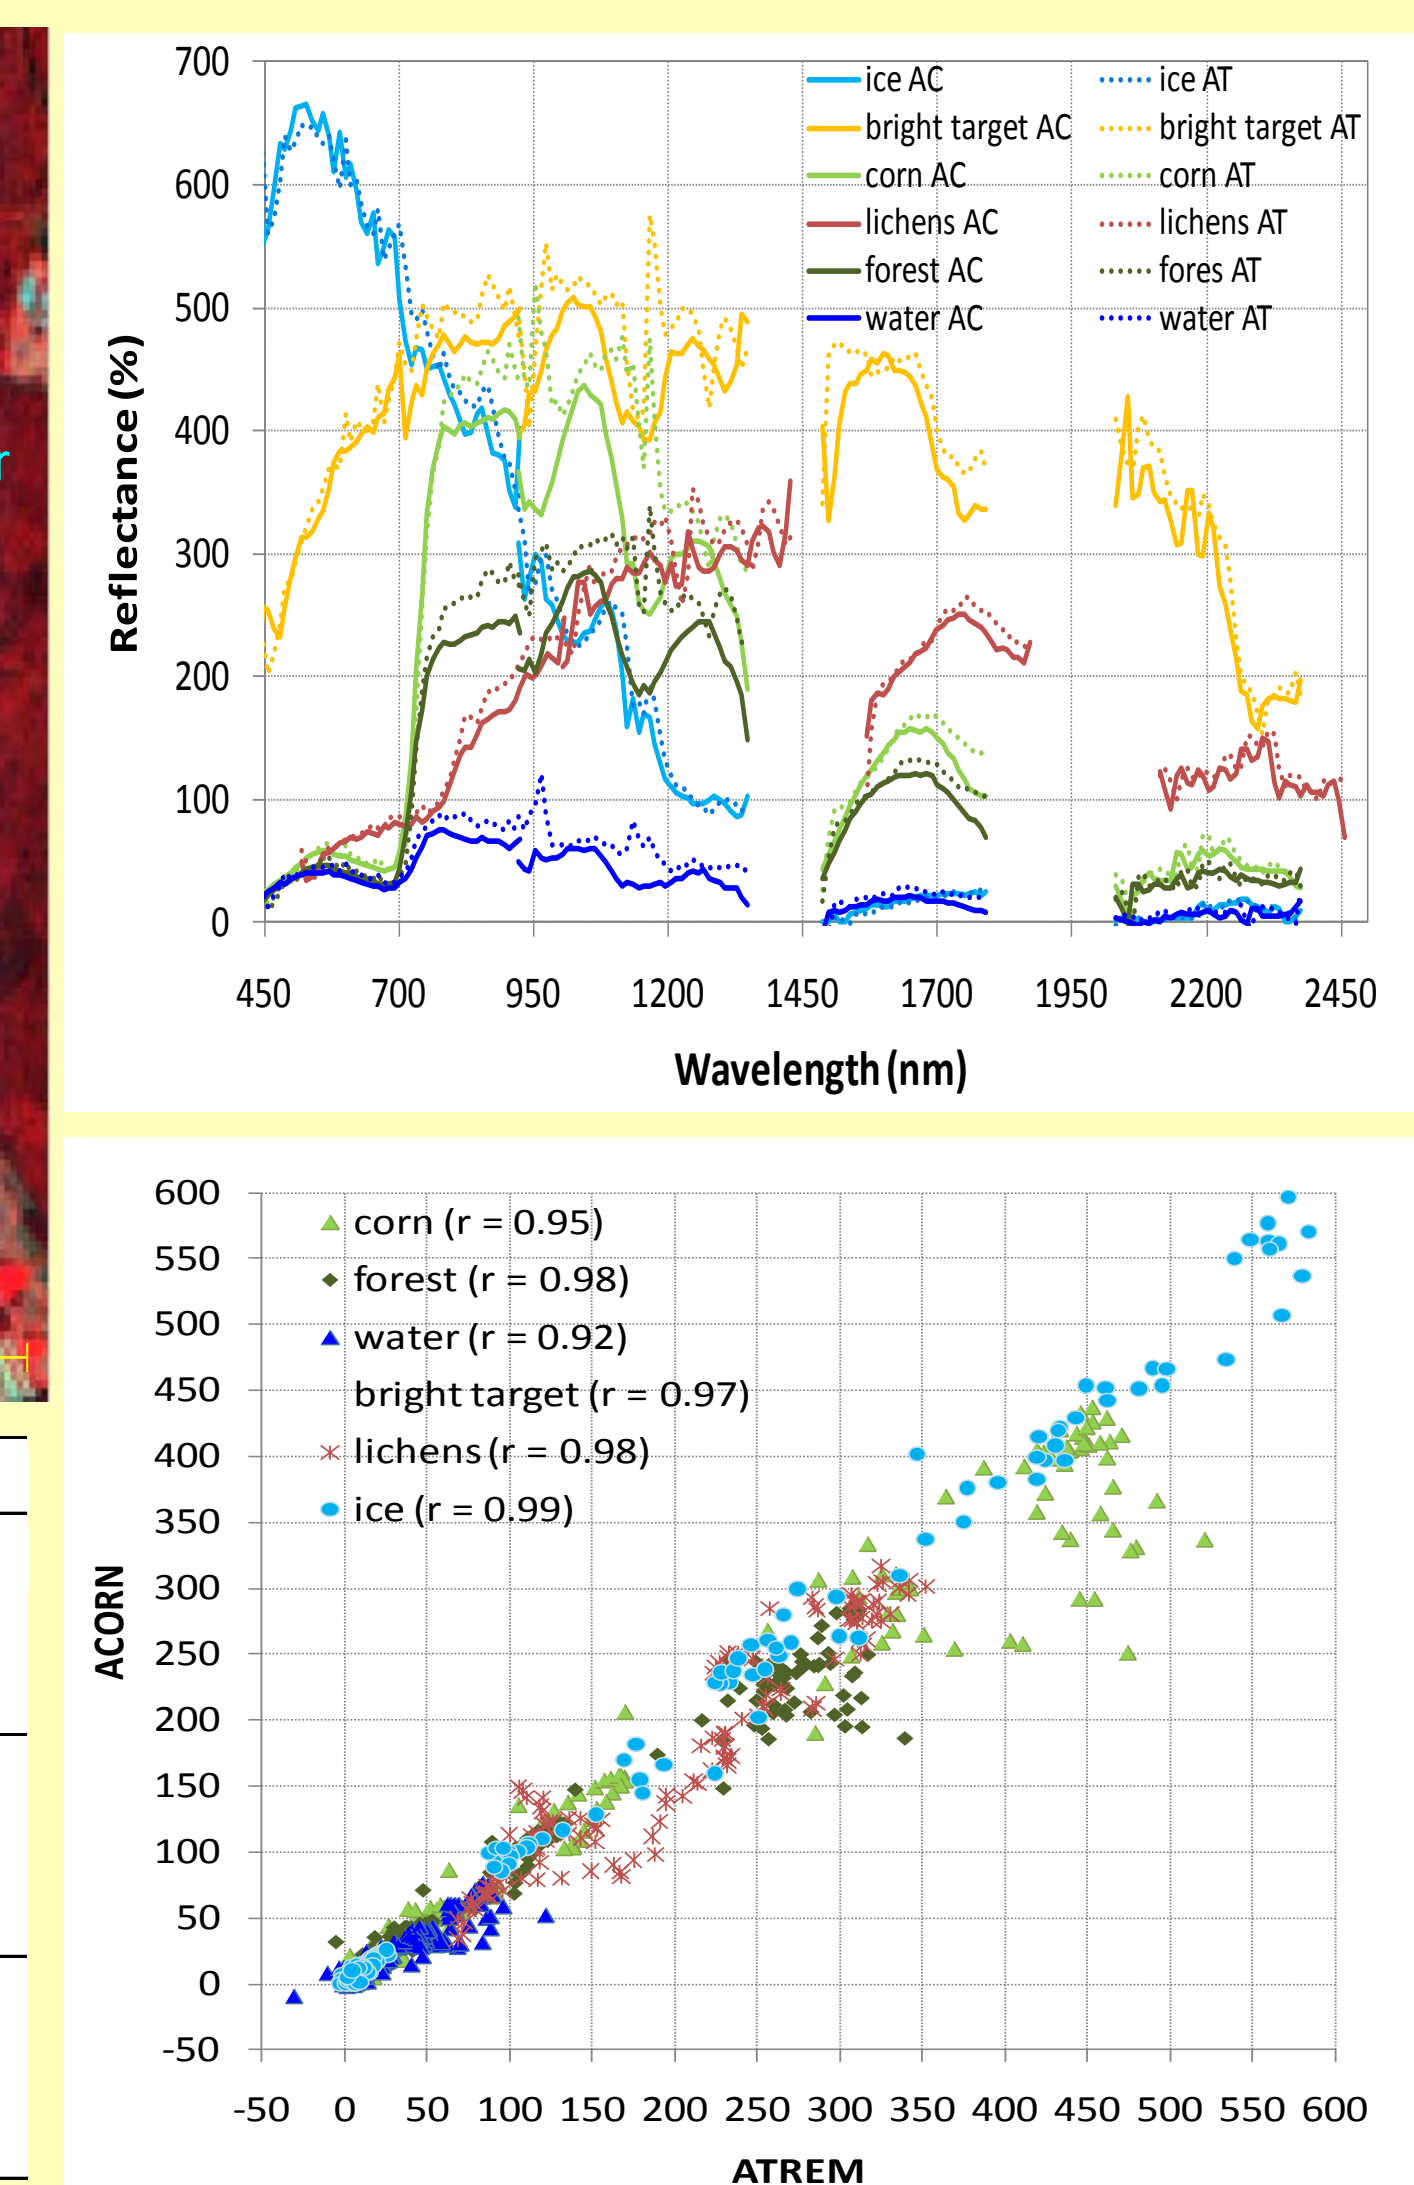 700
600
500
400
300
200
100
0
Reflectance (%)
ice AC
ice AT
bright target AC
bright target AT
corn AC
corn AT
lichens AC
lichens AT
forest AC
fores AT
water AC
water AT
450 700 950 1200 1450 1700 1950 2200 2450
Wavelength (nm)
r
600
550
500
450
400
350
300
250
200
150
100
50
0
-50
ACORN
corn (r = 0.95)
forest (r = 0.98)
water (r = 0.92)
bright target (r = 0.97)
lichens (r = 0.98)
ice (r = 0.99)
-50 0 50 100 150 200 250 300 350 400 450 500 550 600
ATREM